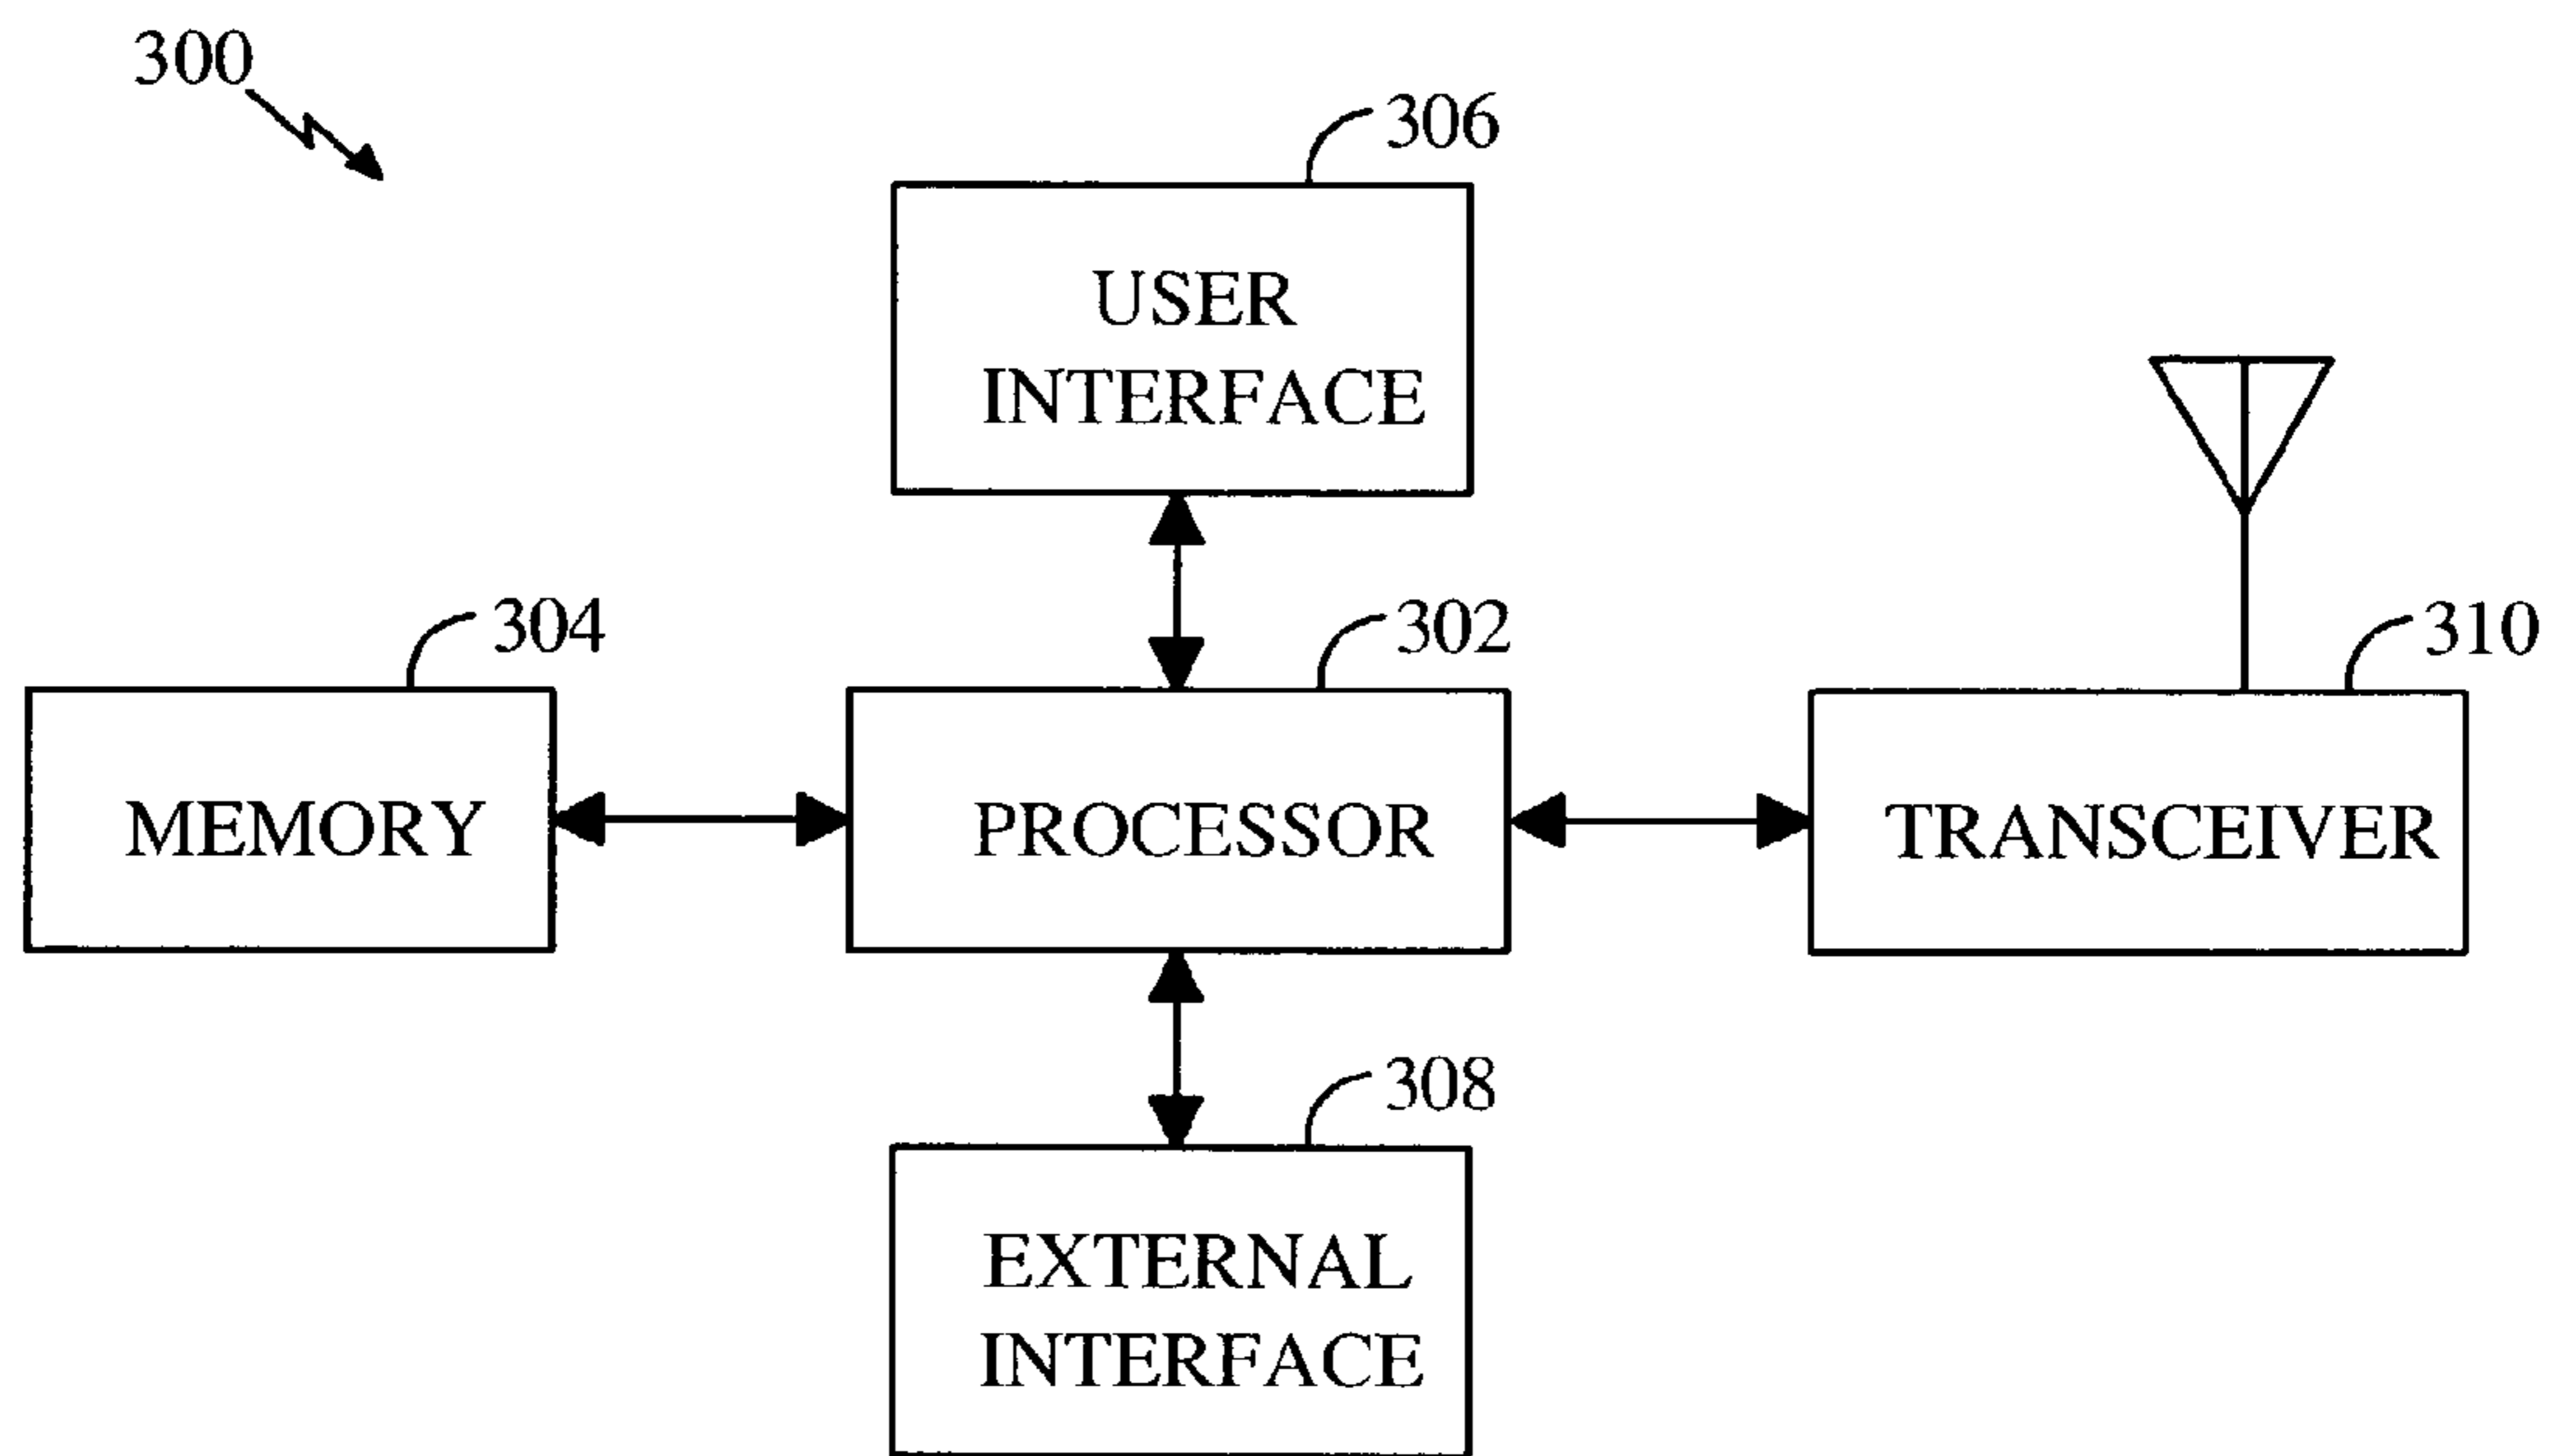 300
306
USER
INTERFACE
304
302
310
MEMORY
PROCESSOR
TRANSCEIVER
308
EXTERNAL
INTERFACE